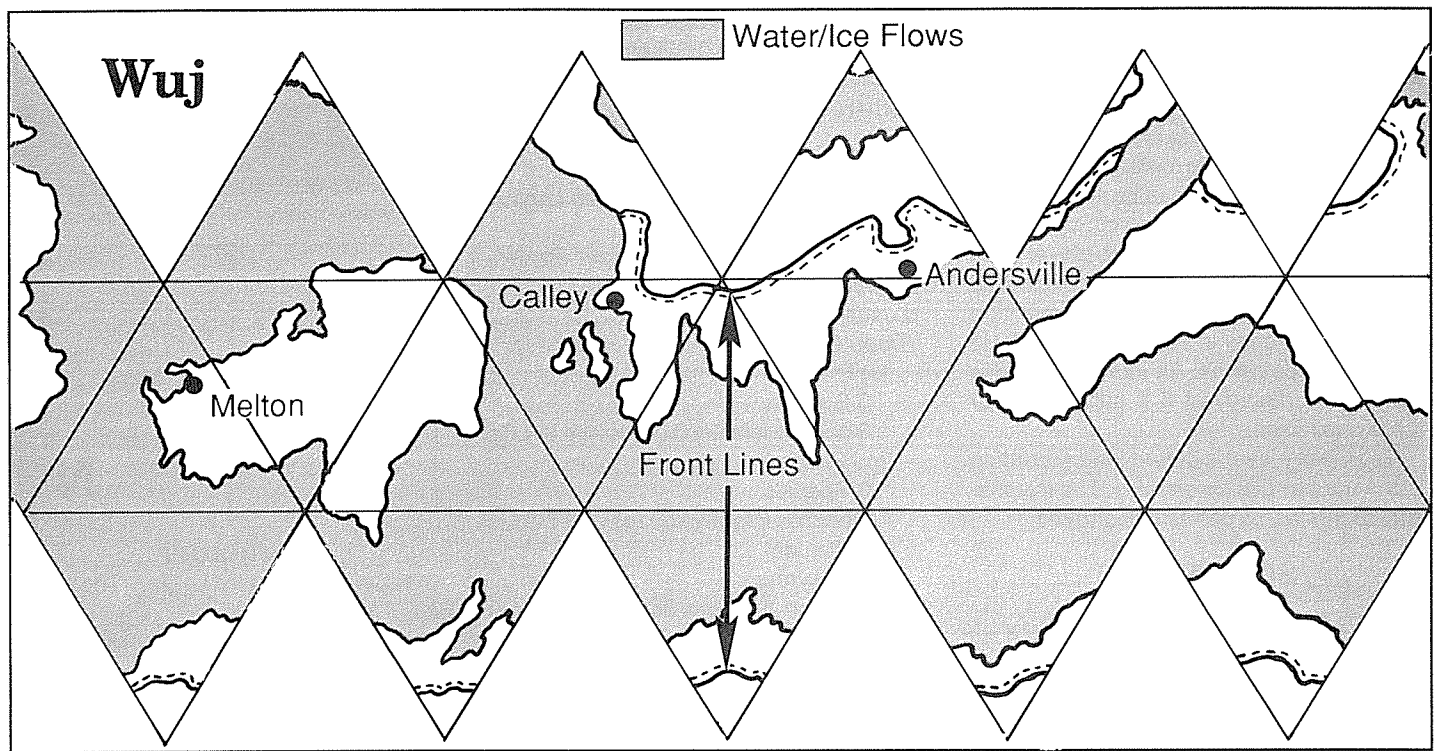 Wuj
Water/Ice Flows
Andersville
Calley
Melton
Front Lines